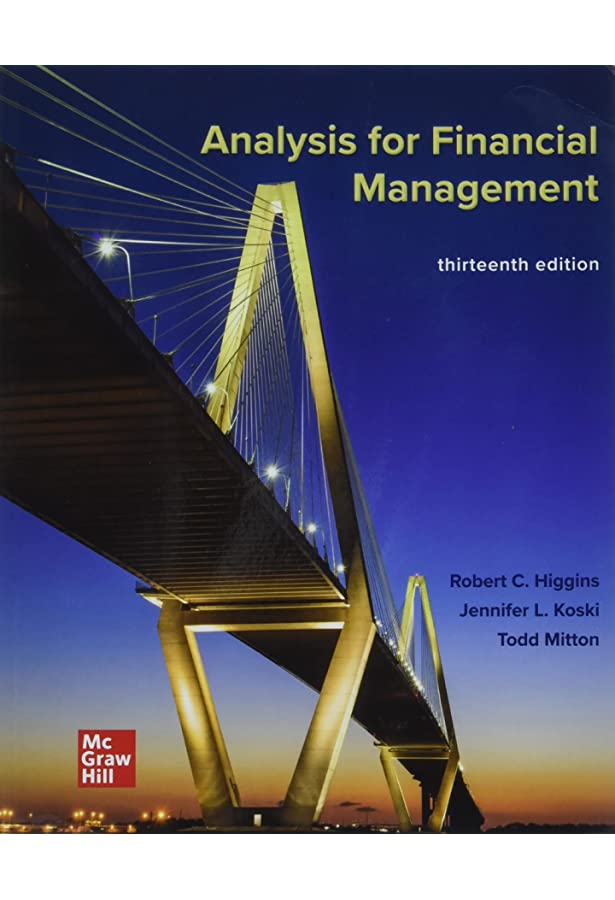 Analysis for Financial
Management
thirteenth edition
Robert C. Higgins
Jennifer L. Koski
Todd Mitton
Mc
Graw
Hill